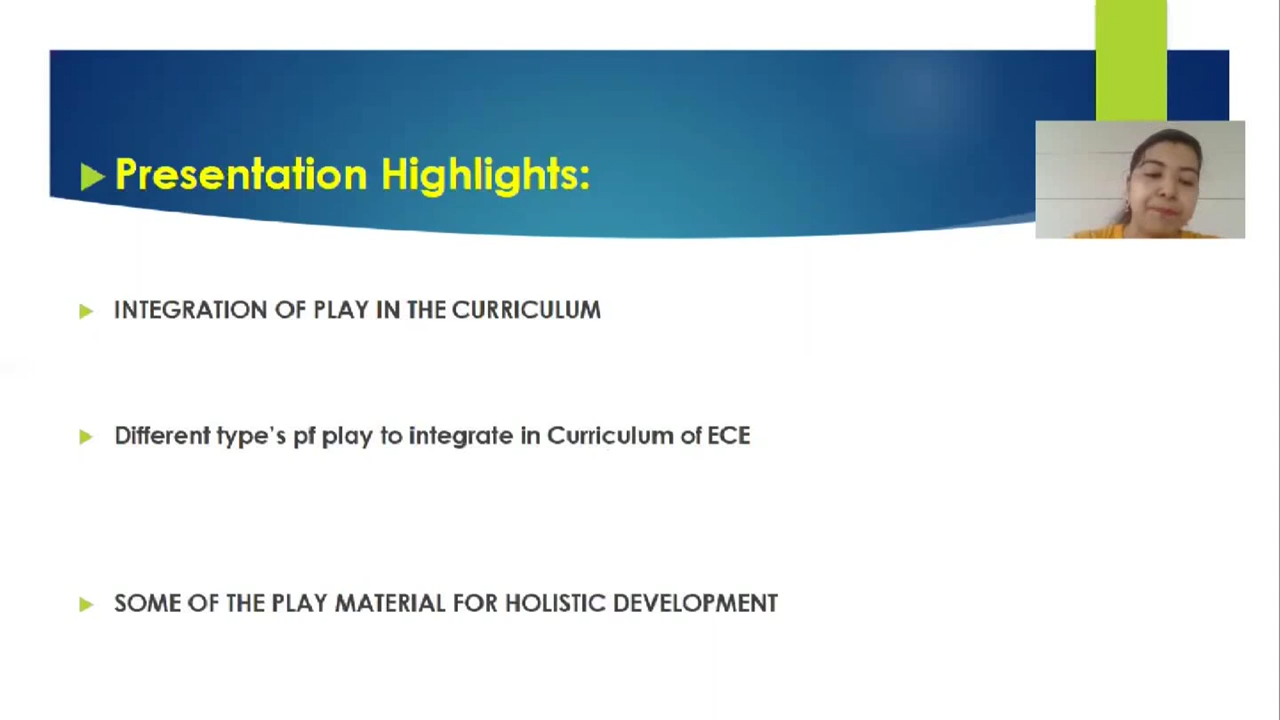 Presentation Highlights:
INTEGRATION OF PLAY IN THE CURRICULUM
Different type's pf play to integrate in Curriculum of ECE
SOME OF THE PLAY MATERIAL FOR HOLISTIC DEVELOPMENT